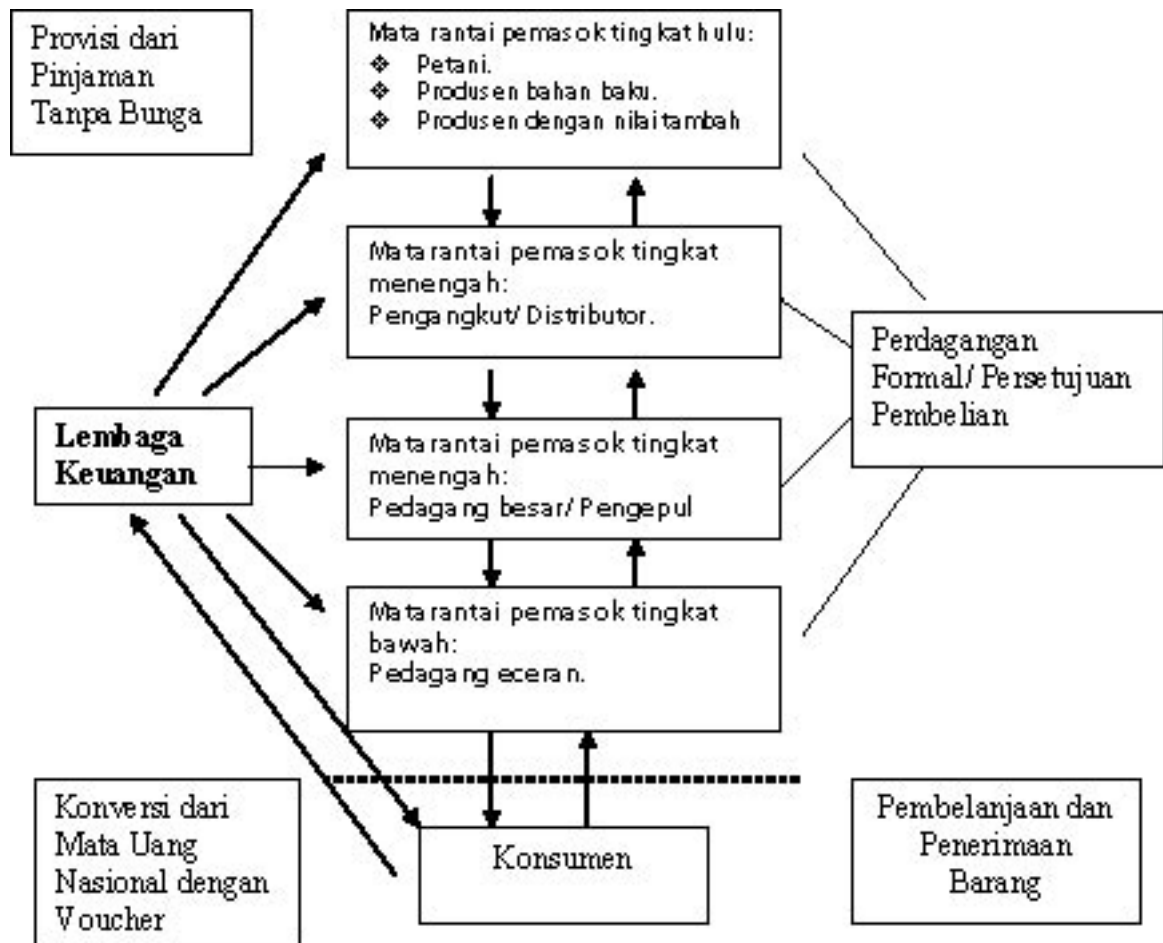 Provisi dari
Pinjaman
Tanpa Bunga
Mata rantai pemasok tingkat hulu:
❖ Petani.
❖ Produsen bahan baku.
❖ Produsen dengan nilai tambah
Mata rantai pemasok tingkat
menengah:
Pengangkut/ Distributor.
Perdagangan
Formal/ Persetujuan
Pembelian
Lembaga
Keuangan
Mata rantai pemasok tingkat
menengah:
Pedagang besar/ Pengepul
Mata rantai pemasok tingkat
bawah:
Pedagang eceran.
Konversi dari
Mata Uang
Nasional dengan
Voucher
Konsumen
Pembelanjaan dan
Penerimaan
Barang